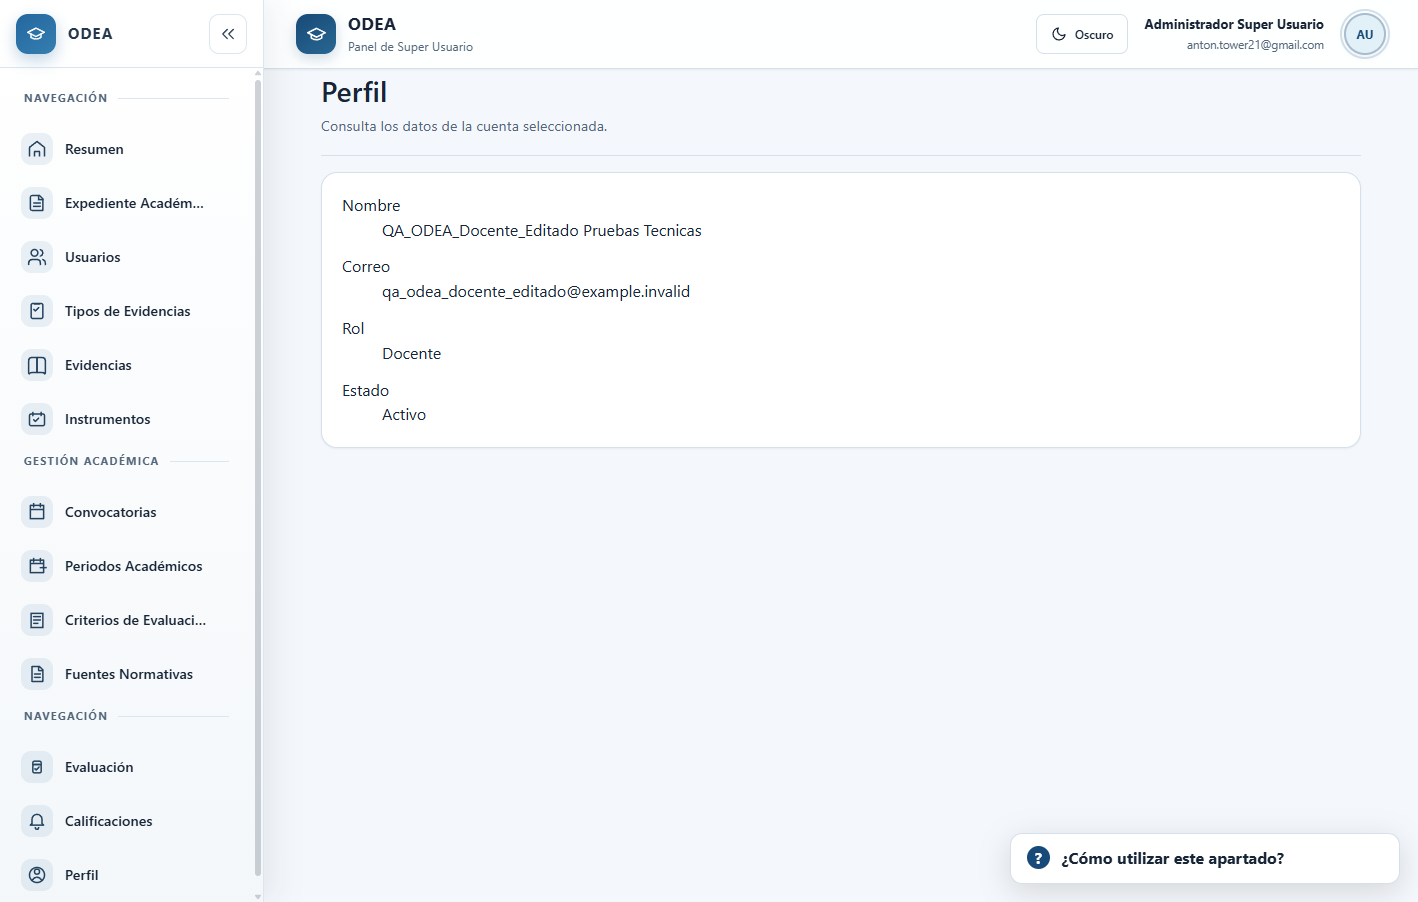 ODEA
NAVEGACIÓN
Resumen
Expediente Académ...
Usuarios
Tipos de Evidencias
Evidencias
Instrumentos
GESTIÓN ACADÉMICA
Convocatorias
Periodos Académicos
Criterios de Evaluaci...
Fuentes Normativas
NAVEGACIÓN
Evaluación
Calificaciones
Perfil
ODEA
Panel de Super Usuario
Oscuro
Administrador Super Usuario
anton.tower21@gmail.com
AU
Perfil
Consulta los datos de la cuenta seleccionada.
Nombre
QA_ODEA_Docente_Editado Pruebas Tecnicas
Correo
qa_odea_docente_editado@example.invalid
Rol
Docente
Estado
Activo
? ¿Cómo utilizar este apartado?